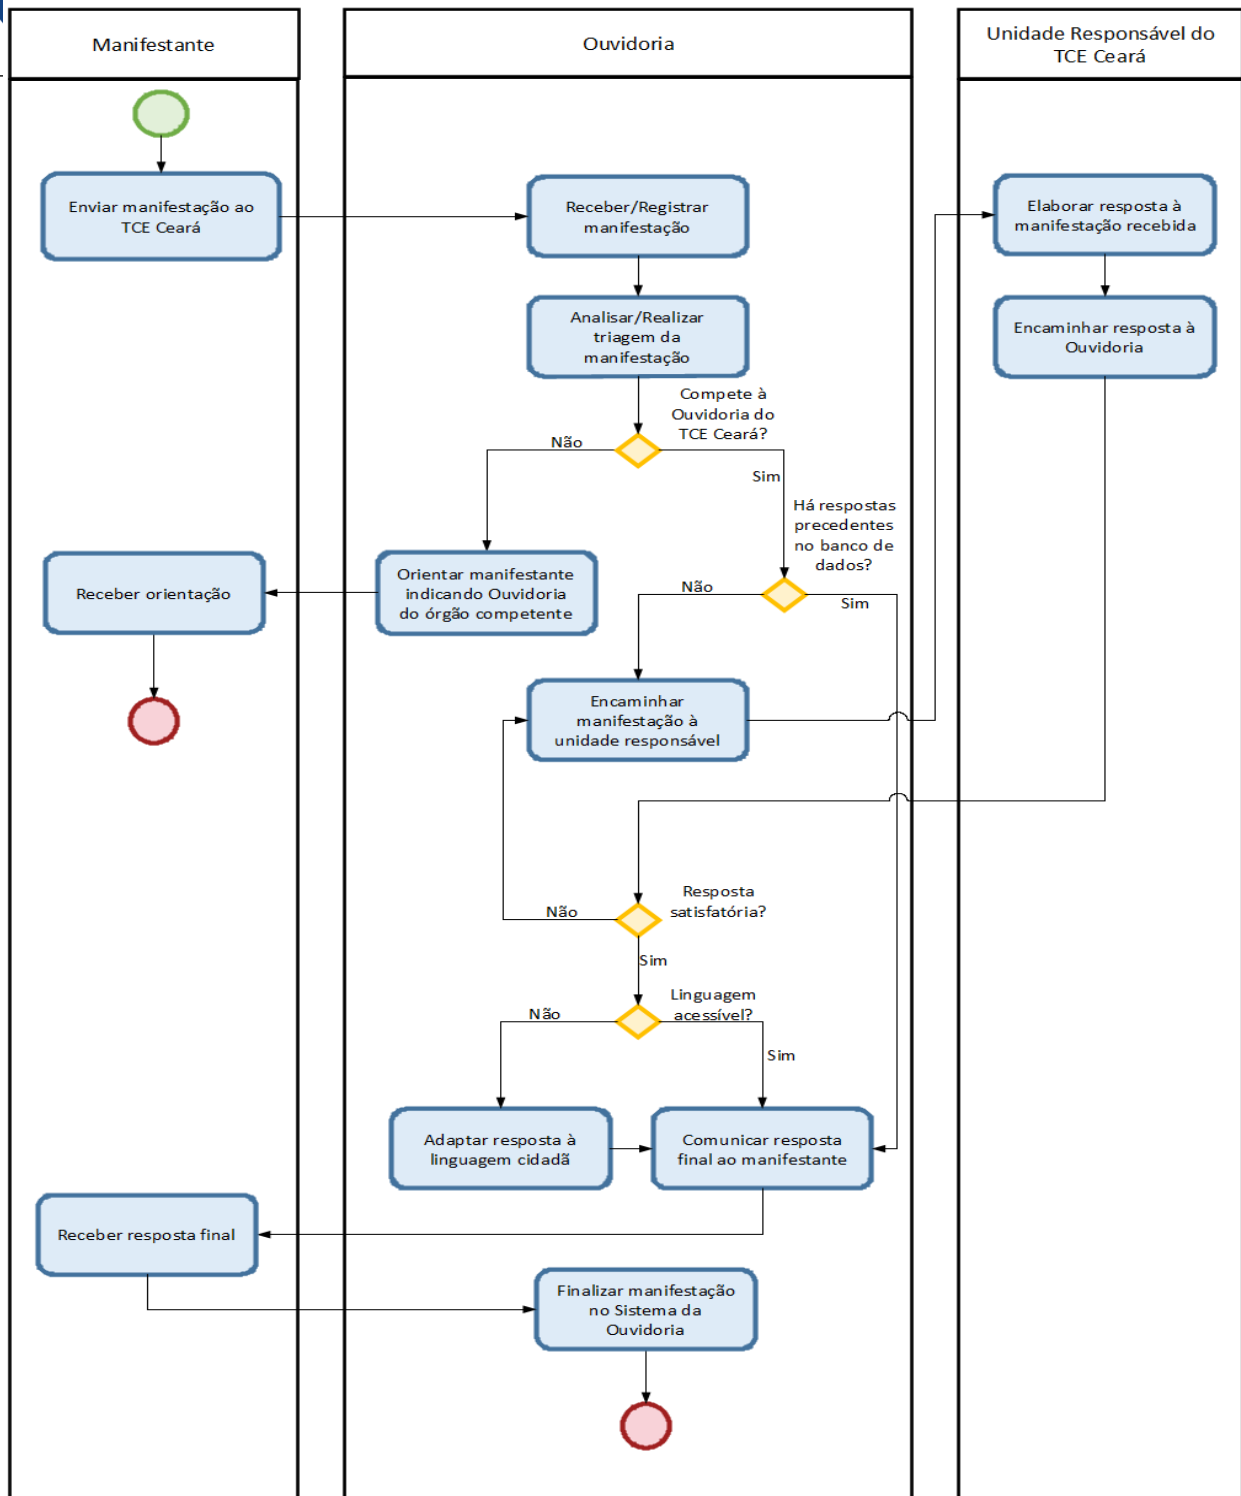 Manifestante
Ouvidoria
Unidade Responsável do
TCE Ceará
Enviar manifestação ao
TCE Ceará
Receber/Registrar
manifestação
Elaborar resposta à
manifestação recebida
Analisar/Realizar
triagem da
manifestação
Encaminhar resposta à
Ouvidoria
Compete à
Ouvidoria do
TCE Ceará?
Não
Sim
Há respostas
precedentes
no banco de
dados?
Orientar manifestante
indicando Ouvidoria
do órgão competente
Receber orientação
Não
Sim
Encaminhar
manifestação à
unidade responsável
Resposta
satisfatória?
Não
Sim
Linguagem
acessível?
Não
Sim
Adaptar resposta à
linguagem cidadã
Comunicar resposta
final ao manifestante
Receber resposta final
Finalizar manifestação
no Sistema da
Ouvidoria